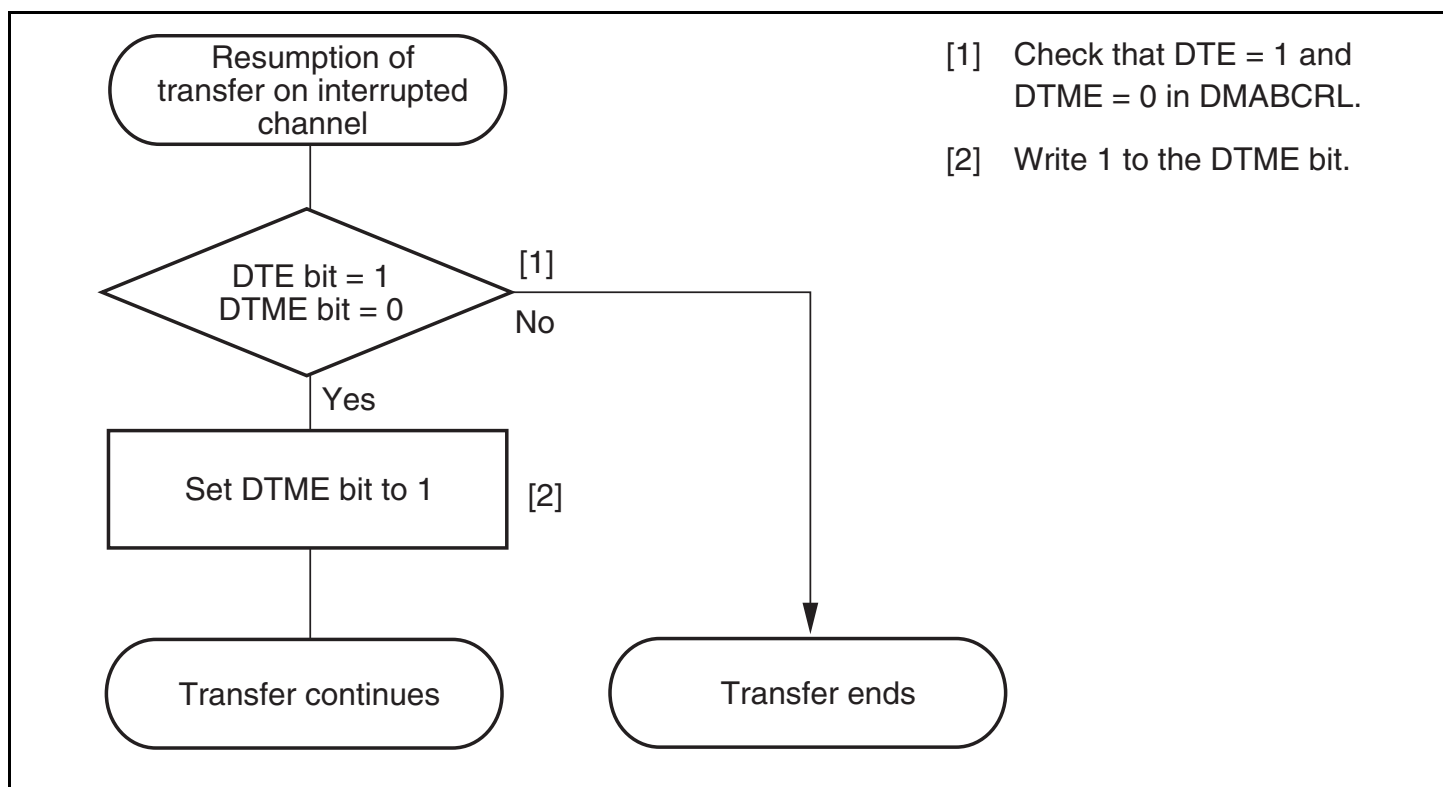 Resumption of
transfer on interrupted
channel
DTE bit = 1
DTME bit = 0
[1]
No
Yes
Set DTME bit to 1
[2]
Transfer continues
Transfer ends
[1] Check that DTE = 1 and
DTME = 0 in DMABCRL.
[2] Write 1 to the DTME bit.